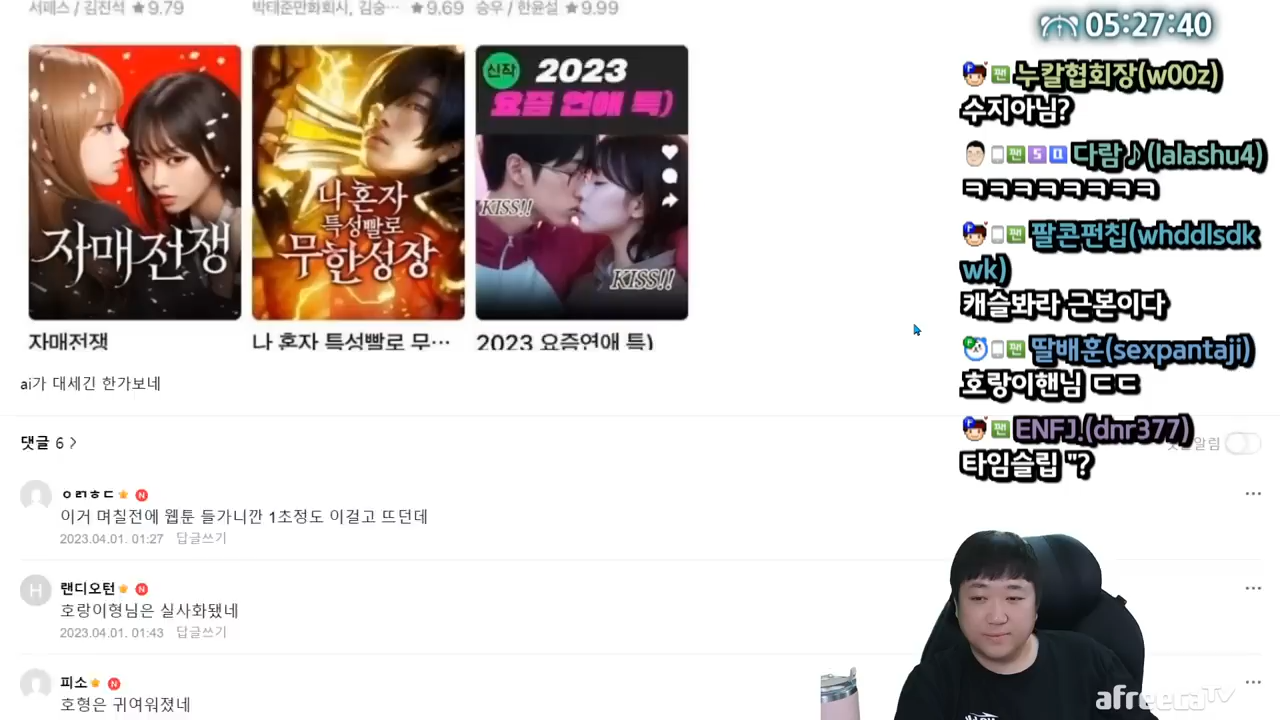 서패스 / 김진석 ★9.79
박태준만화회사, 김숭… ★9.69
승우 / 한윤설 ★9.99
자매전쟁
나 혼자
특성빨로
무한성장
신작
2023
요즘 연애 특)
KISS!!
KISS!!
자매전쟁
나 혼자 특성빨로 무…
2023 요즘연애 특)
ai가 대세긴 한가보네
댓글 6 >
ㅇㄺㅎㄷ N
이거 며칠전에 웹툰 들가니깐 1초정도 이걸고 뜨던데
2023.04.01. 01:27 답글쓰기
H 랜디오턴 N
호랑이형님은 실사화됐네
2023.04.01. 01:43 답글쓰기
피소 N
호형은 귀여워졌네
05:27:40
누칼협회장(w00z)
수지아님?
다람♪(lalashu4)
ㅋㅋㅋㅋㅋㅋㅋㅋ
팔콘펀칩(whddlsdk
wk)
캐슬봐라 근본이다
딸배훈(sexpantaji)
호랑이핸님 ㄷㄷ
ENFJ.(dnr377)
알림
타임슬립 "?
afreecaTV